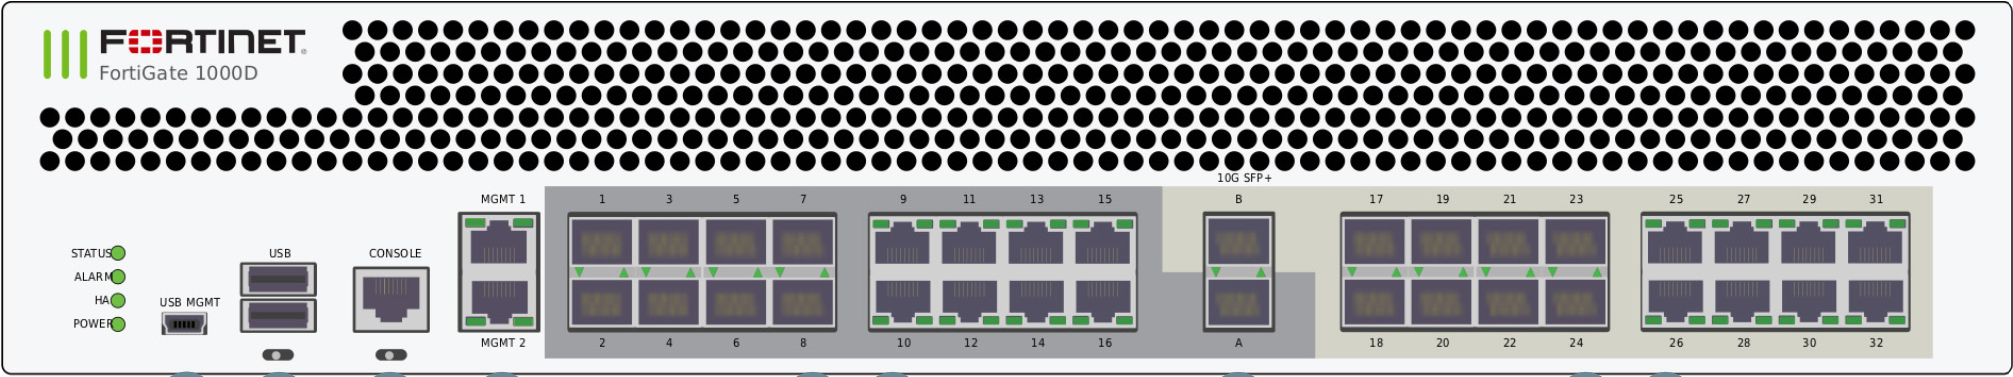 FORTINET®
FortiGate 1000D
10G SFP+
MGMT 1 1 3 5 7 9 11 13 15 B 17 19 21 23 25 27 29 31
STATUS USB CONSOLE
ALARM
HA USB MGMT
POWER
MGMT 2 2 4 6 8 10 12 14 16 A 18 20 22 24 26 28 30 32